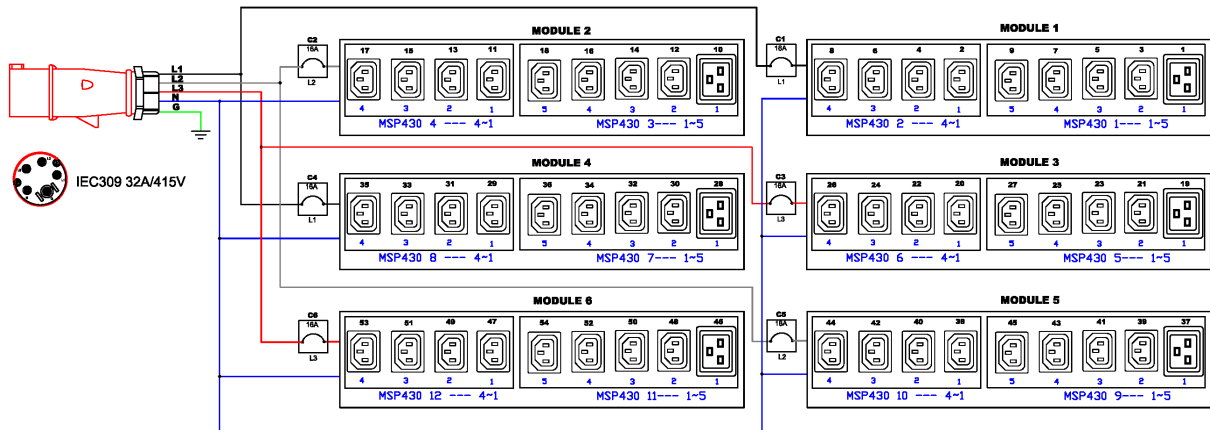 L1
L2
L3
N
G
IEC309 32A/415V
MODULE 2
C2
16A
L2
17 15 13 11 18 16 14 12 10
4 3 2 1 5 4 3 2 1
MSP430 4 --- 4~1 MSP430 3--- 1~5
MODULE 1
C1
16A
L1
8 6 4 2 9 7 5 3 1
4 3 2 1 5 4 3 2 1
MSP430 2 --- 4~1 MSP430 1--- 1~5
MODULE 4
C4
16A
L1
35 33 31 29 36 34 32 30 28
4 3 2 1 5 4 3 2 1
MSP430 8 --- 4~1 MSP430 7--- 1~5
MODULE 3
C3
16A
L3
26 24 22 20 27 25 23 21 19
4 3 2 1 5 4 3 2 1
MSP430 6 --- 4~1 MSP430 5--- 1~5
MODULE 6
C6
16A
L3
53 51 49 47 54 52 50 48 46
4 3 2 1 5 4 3 2 1
MSP430 12 --- 4~1 MSP430 11--- 1~5
MODULE 5
C5
16A
L2
44 42 40 38 45 43 41 39 37
4 3 2 1 5 4 3 2 1
MSP430 10 --- 4~1 MSP430 9--- 1~5